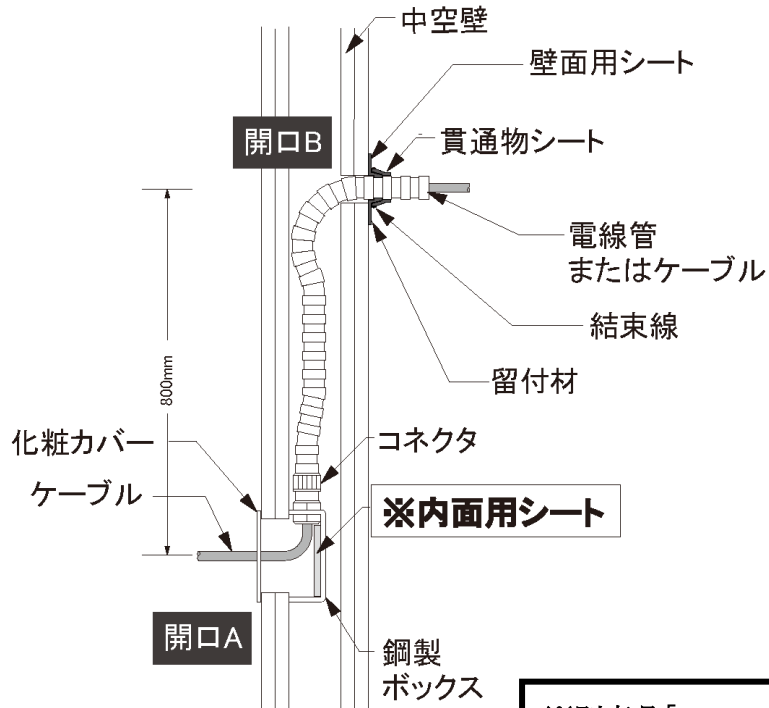 中空壁
壁面用シート
開口B
貫通物シート
電線管
またはケーブル
結束線
留付材
800mm
化粧カバー
コネクタ
ケーブル
※内面用シート
開口A
鋼製
ボックス